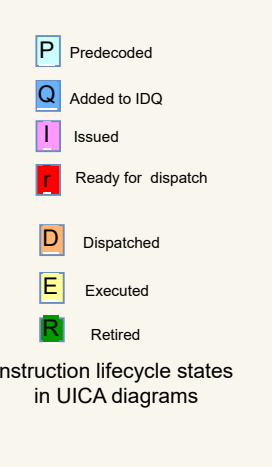 P Predecoded
Q Added to IDQ
I Issued
r Ready for dispatch
D Dispatched
E Executed
R Retired
nstruction lifecycle states
in UICA diagrams